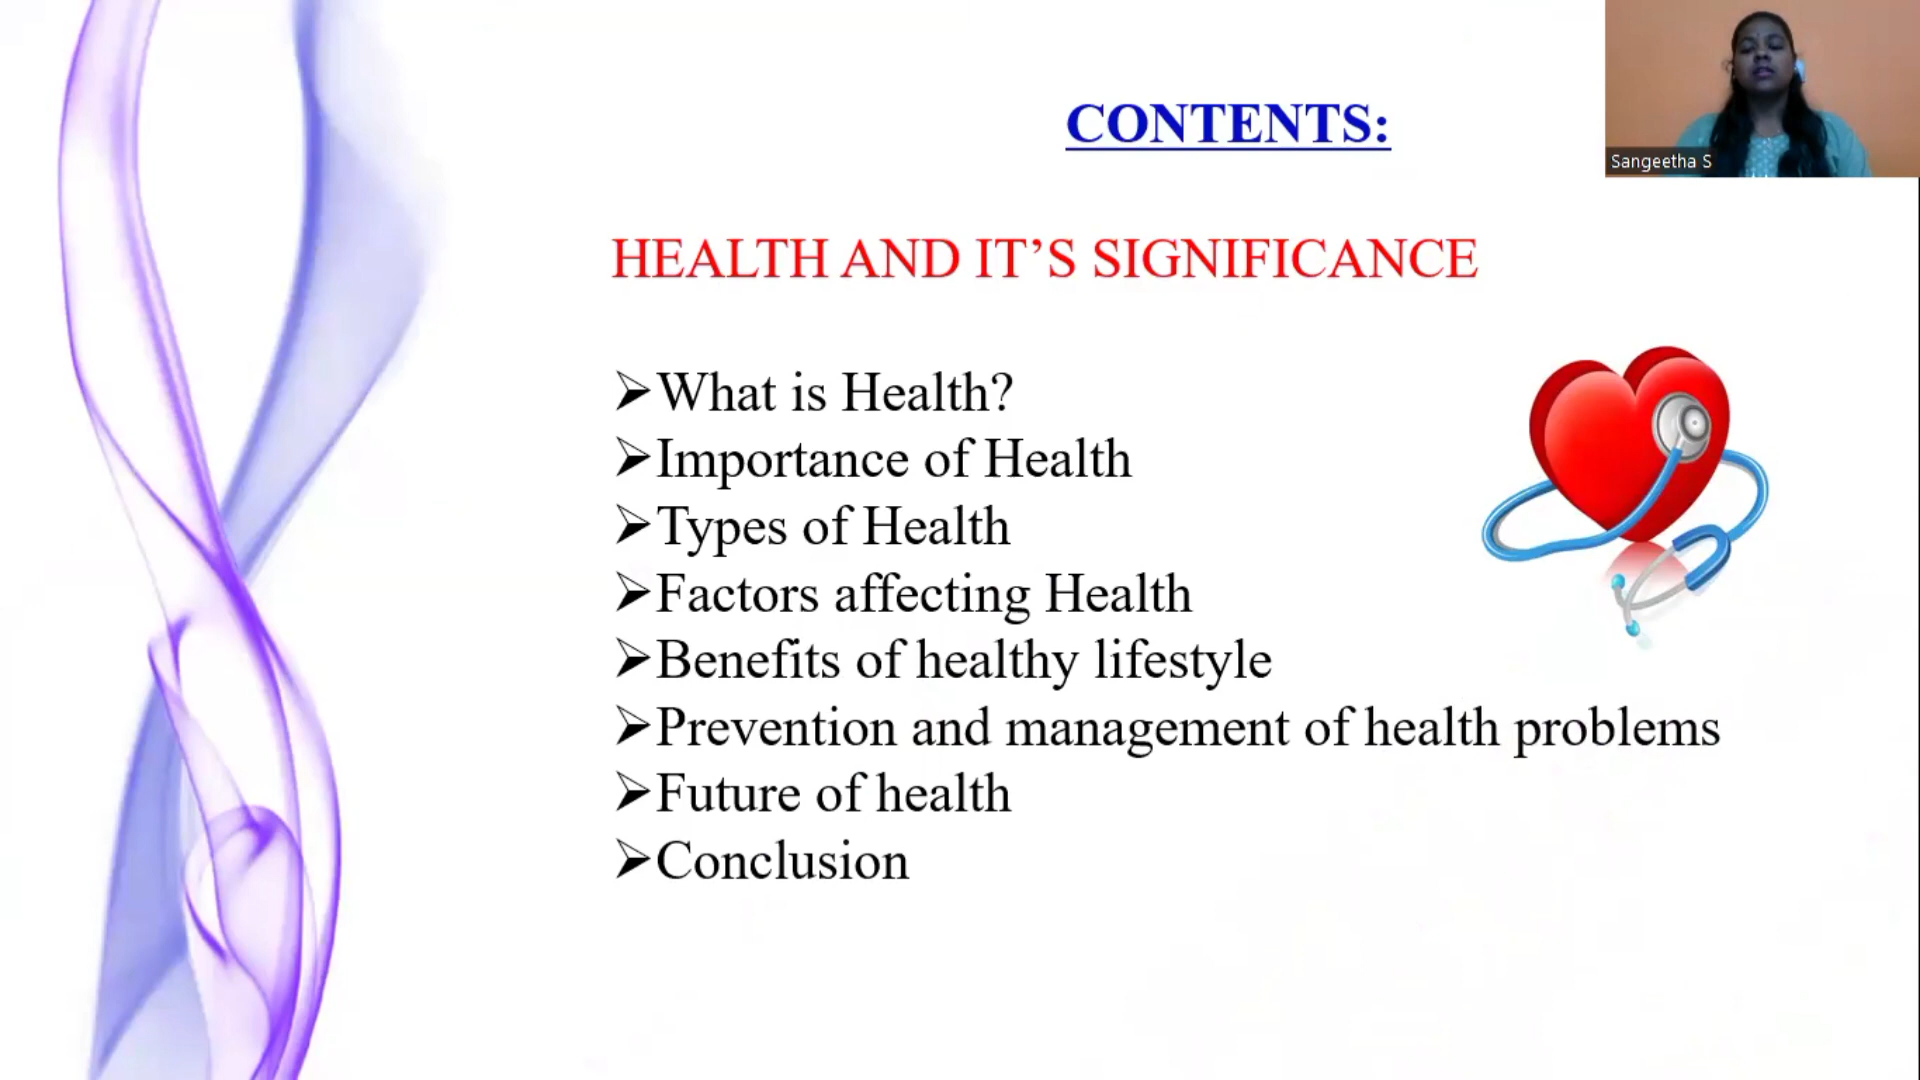 CONTENTS:
Sangeetha S
HEALTH AND IT’S SIGNIFICANCE
➢What is Health?
➢Importance of Health
➢Types of Health
➢Factors affecting Health
➢Benefits of healthy lifestyle
➢Prevention and management of health problems
➢Future of health
➢Conclusion